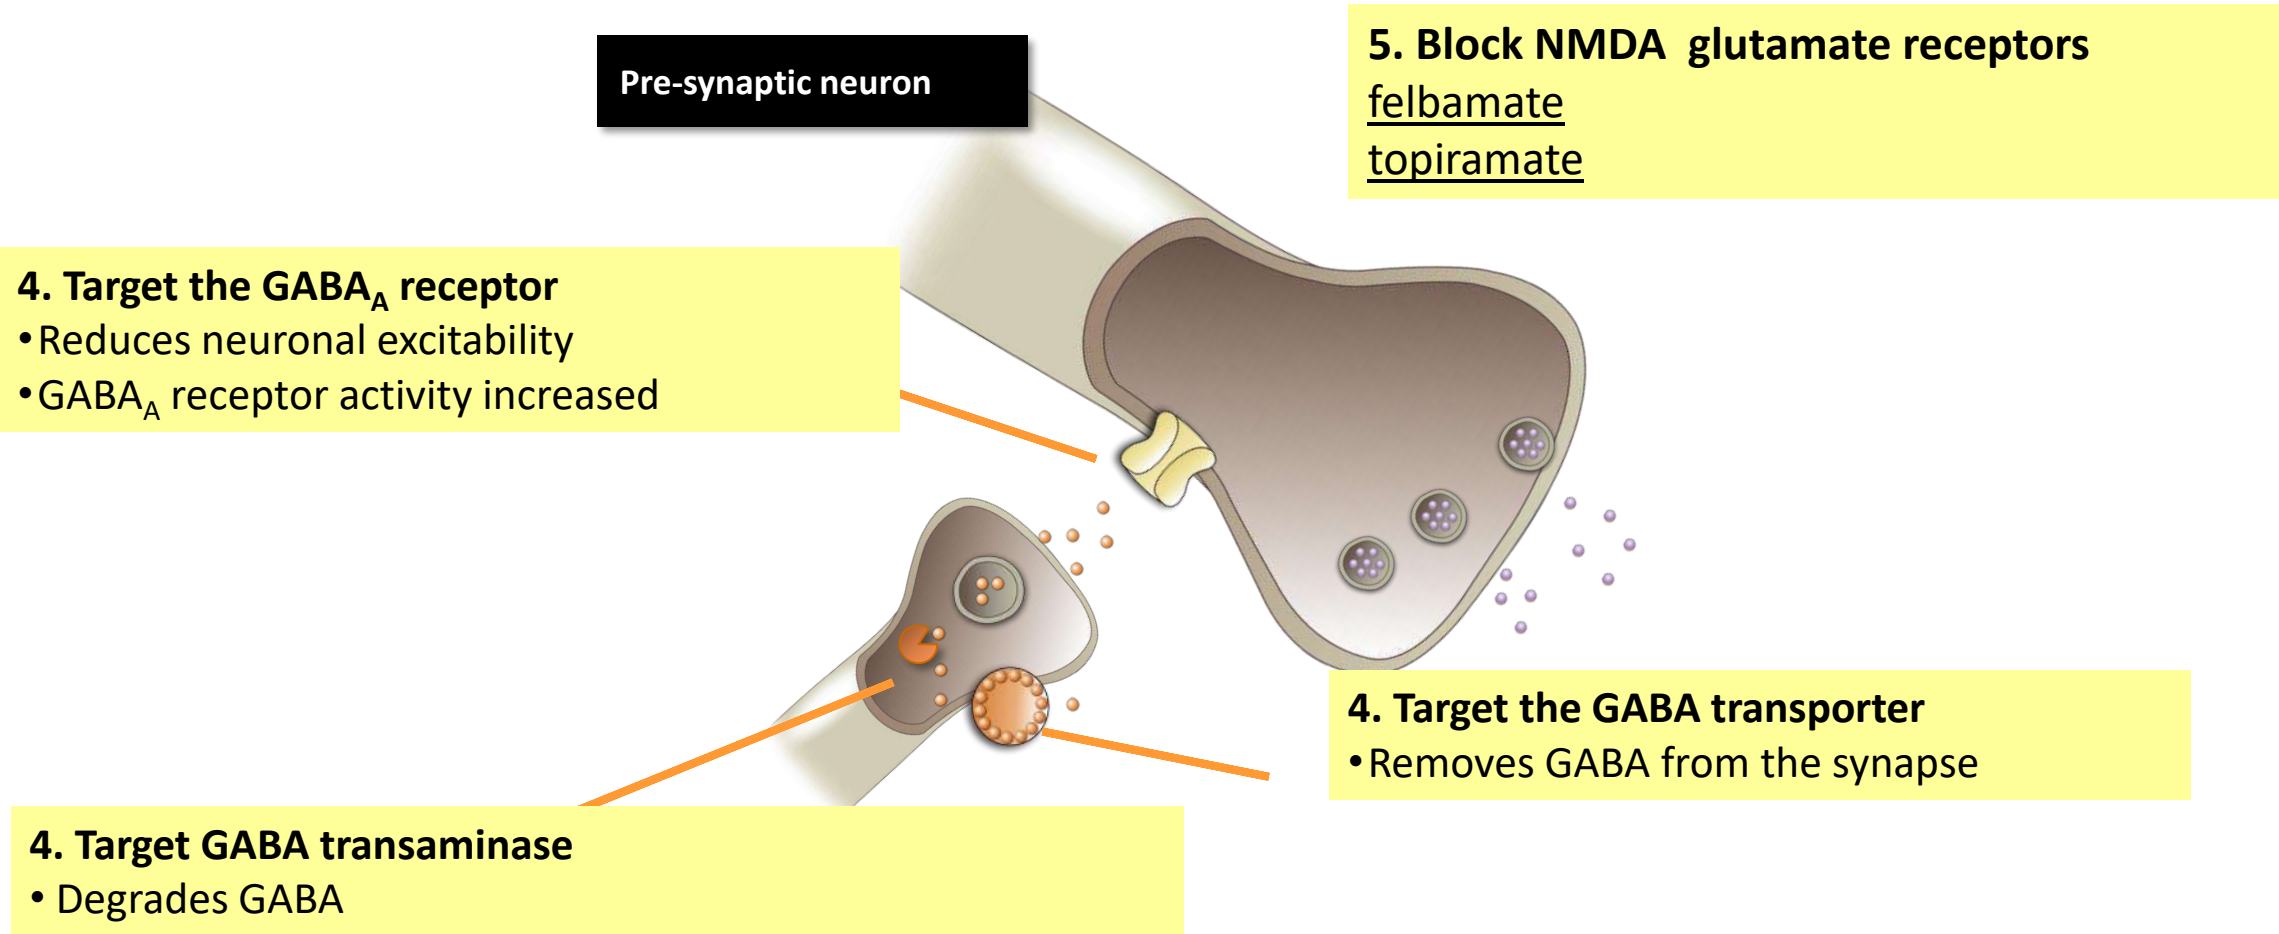 Pre-synaptic neuron
5. Block NMDA  glutamate receptors
felbamate
topiramate
4. Target the GABAA receptor
•Reduces neuronal excitability
•GABAA receptor activity increased
4. Target the GABA transporter
•Removes GABA from the synapse
4. Target GABA transaminase
• Degrades GABA